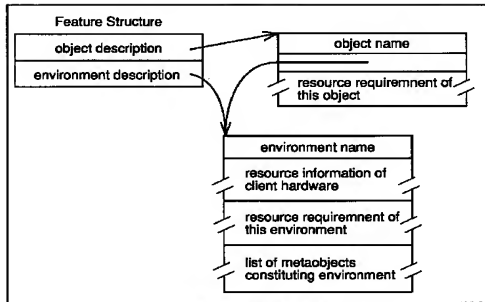 Feature Structure
object description
environment description
object name
resource requiremnent of
this object
environment name
resource information of
client hardware
resource requiremnent of
this environment
list of metaobjects
constituting environment